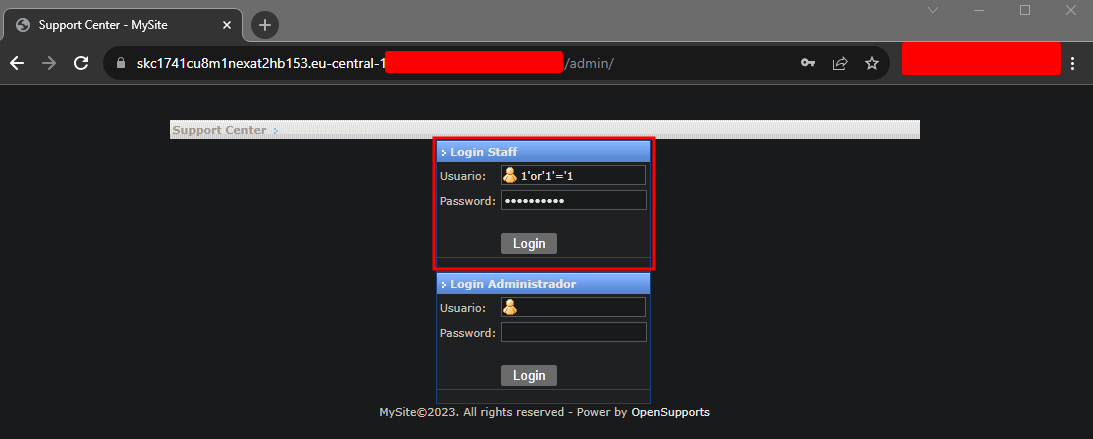 Support Center - MySite
skc1741cu8m1nexat2hb153.eu-central-1 /admin/
Support Center
Login Staff
Usuario: 1'or'1'='1
Password: ••••••••••
Login
Login Administrador
Usuario:
Password:
Login
MySite©2023. All rights reserved - Power by OpenSupports